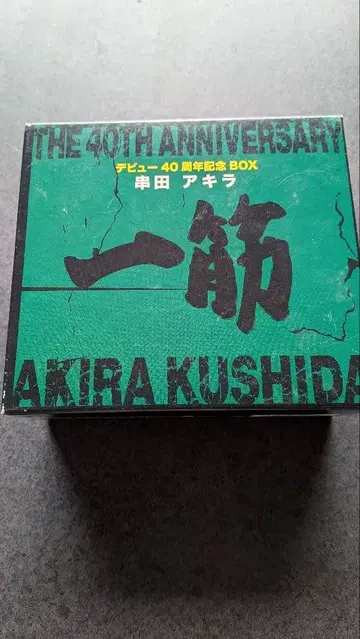 THE 40TH ANNIVERSARY
デビュー40周年記念BOX
串田 アキラ
一筋
AKIRA KUSHIDA